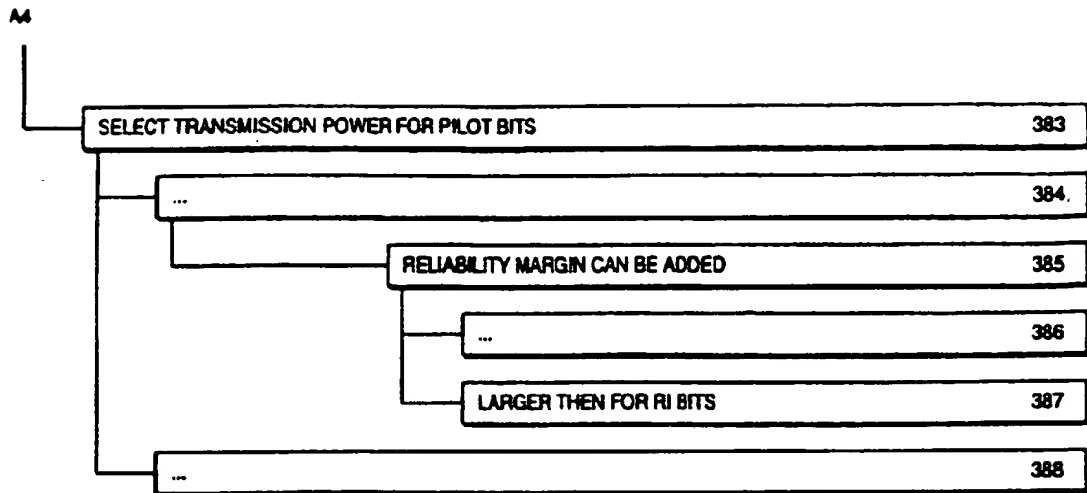 A4
SELECT TRANSMISSION POWER FOR PILOT BITS 383
... 384
RELIABILITY MARGIN CAN BE ADDED 385
... 386
LARGER THEN FOR RI BITS 387
... 388